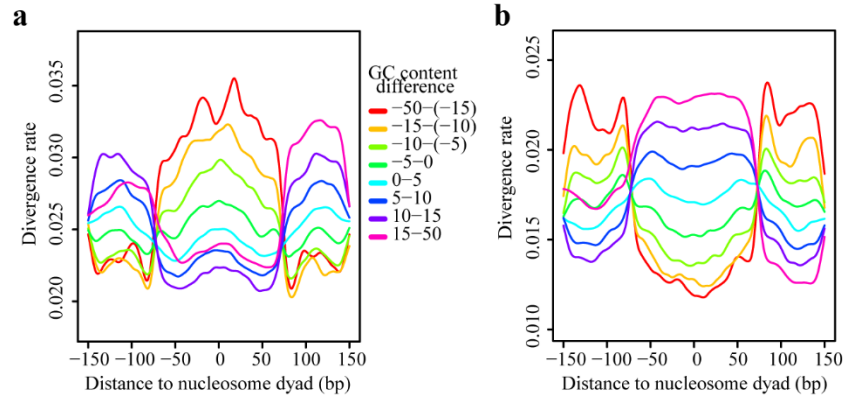 a
0.020 0.025 0.030 0.035
Divergence rate
−150 −100 −50 0 50 100 150
Distance to nucleosome dyad (bp)
GC content
difference
−50−(−15)
−15−(−10)
−10−(−5)
−5−0
0−5
5−10
10−15
15−50
b
0.010 0.015 0.020 0.025
Divergence rate
−150 −100 −50 0 50 100 150
Distance to nucleosome dyad (bp)